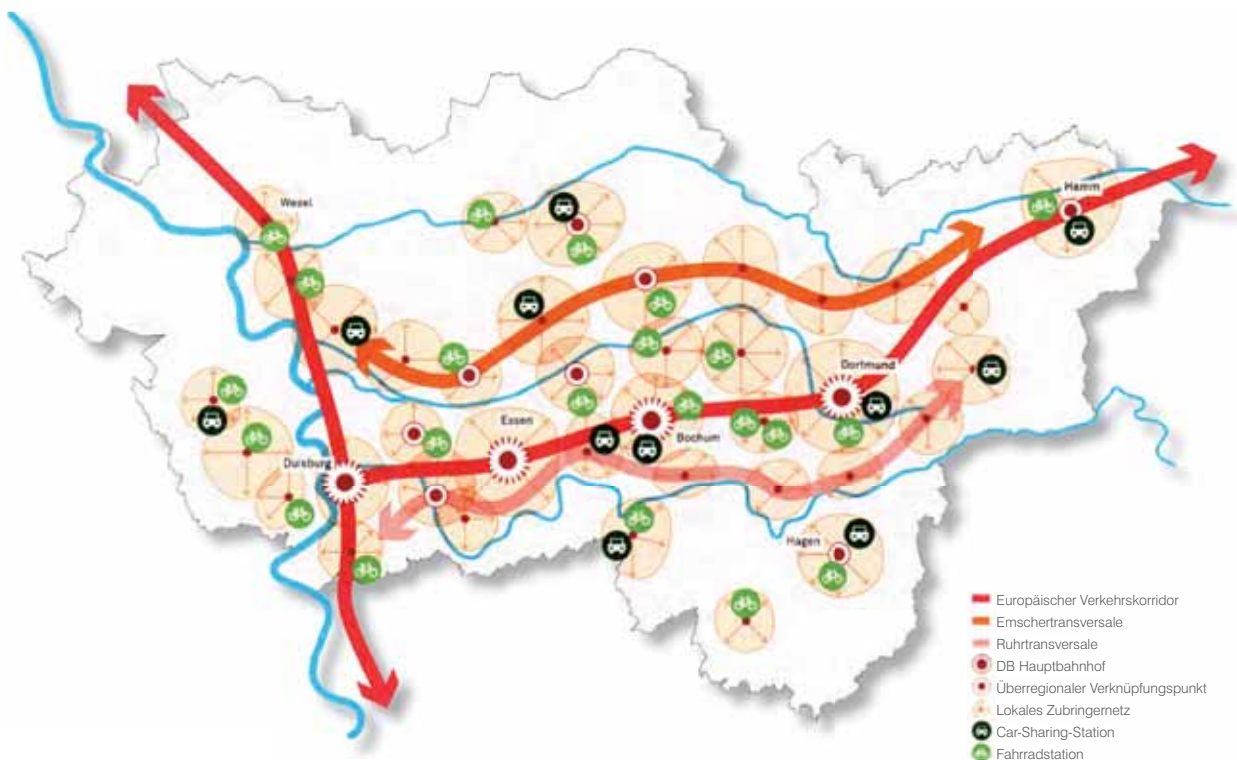 Wesel
Hamm
Dortmund
Essen
Bochum
Duisburg
Hagen
Europäischer Verkehrskorridor
Emschertransversale
Ruhrtransversale
DB Hauptbahnhof
Überregionaler Verknüpfungspunkt
Lokales Zubringernetz
Car-Sharing-Station
Fahrradstation